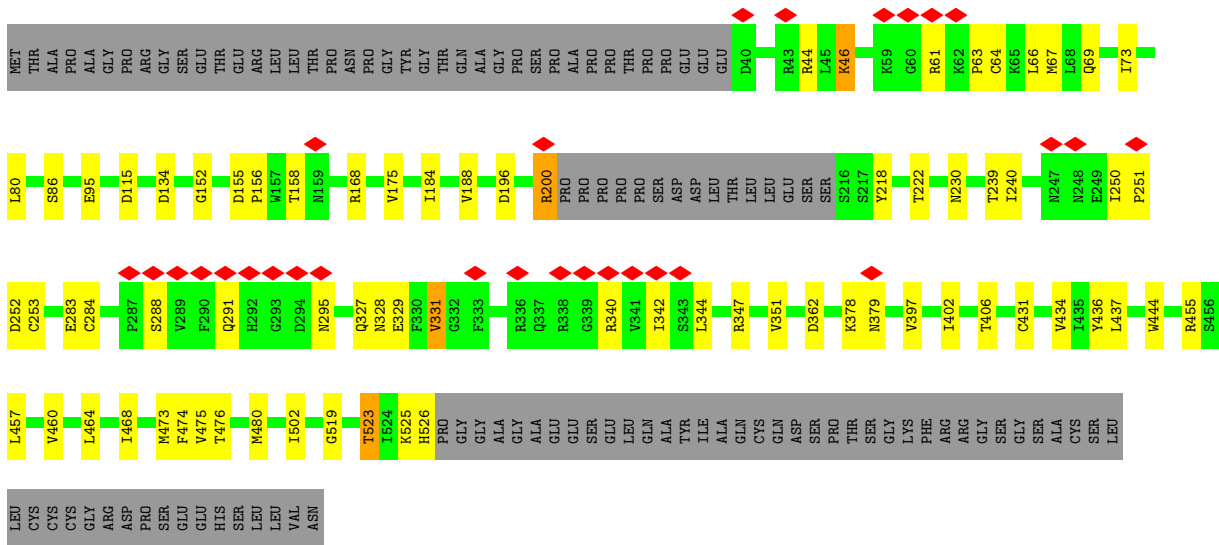 MET THR ALA PRO ALA GLY PRO ARG GLY SER GLU THR GLU ARG LEU LEU THR PRO ASN PRO GLY TYR GLY THR GLN ALA GLY PRO SER PRO ALA PRO PRO THR PRO PRO GLU GLU GLU D40 R43 R44 L45 K46 K59 G60 R61 K62 P63 C64 K65 L66 M67 L68 Q69 I73
L80 S86 E95 D115 D134 G152 D155 P156 W157 T158 N159 R168 V175 I184 V188 D196 R200 PRO PRO PRO PRO PRO SER ASP ASP LEU THR LEU LEU GLU SER SER S216 S217 Y218 T222 N230 T239 I240 N247 N248 E249 I250 P251
D252 C253 E283 C284 P287 S288 V289 F290 Q291 H292 G293 D294 N295 Q327 N328 E329 F330 V331 G332 F333 R336 Q337 R338 G339 R340 V341 I342 S343 L344 R347 V351 D362 K378 N379 V397 I402 T406 C431 V434 I435 Y436 L437 W444 R455 S456
L457 V460 L464 I468 M473 F474 V475 T476 M480 I502 G519 T523 I524 K525 H526 PRO GLY GLY ALA GLY ALA GLU GLU SER GLU LEU GLN ALA TYR ILE ALA GLN CYS GLN ASP SER PRO THR SER GLY LYS PHE ARG ARG GLY SER GLY SER ALA CYS SER LEU
LEU CYS CYS CYS GLY ARG ASP PRO SER GLU GLU HIS SER LEU LEU VAL ASN